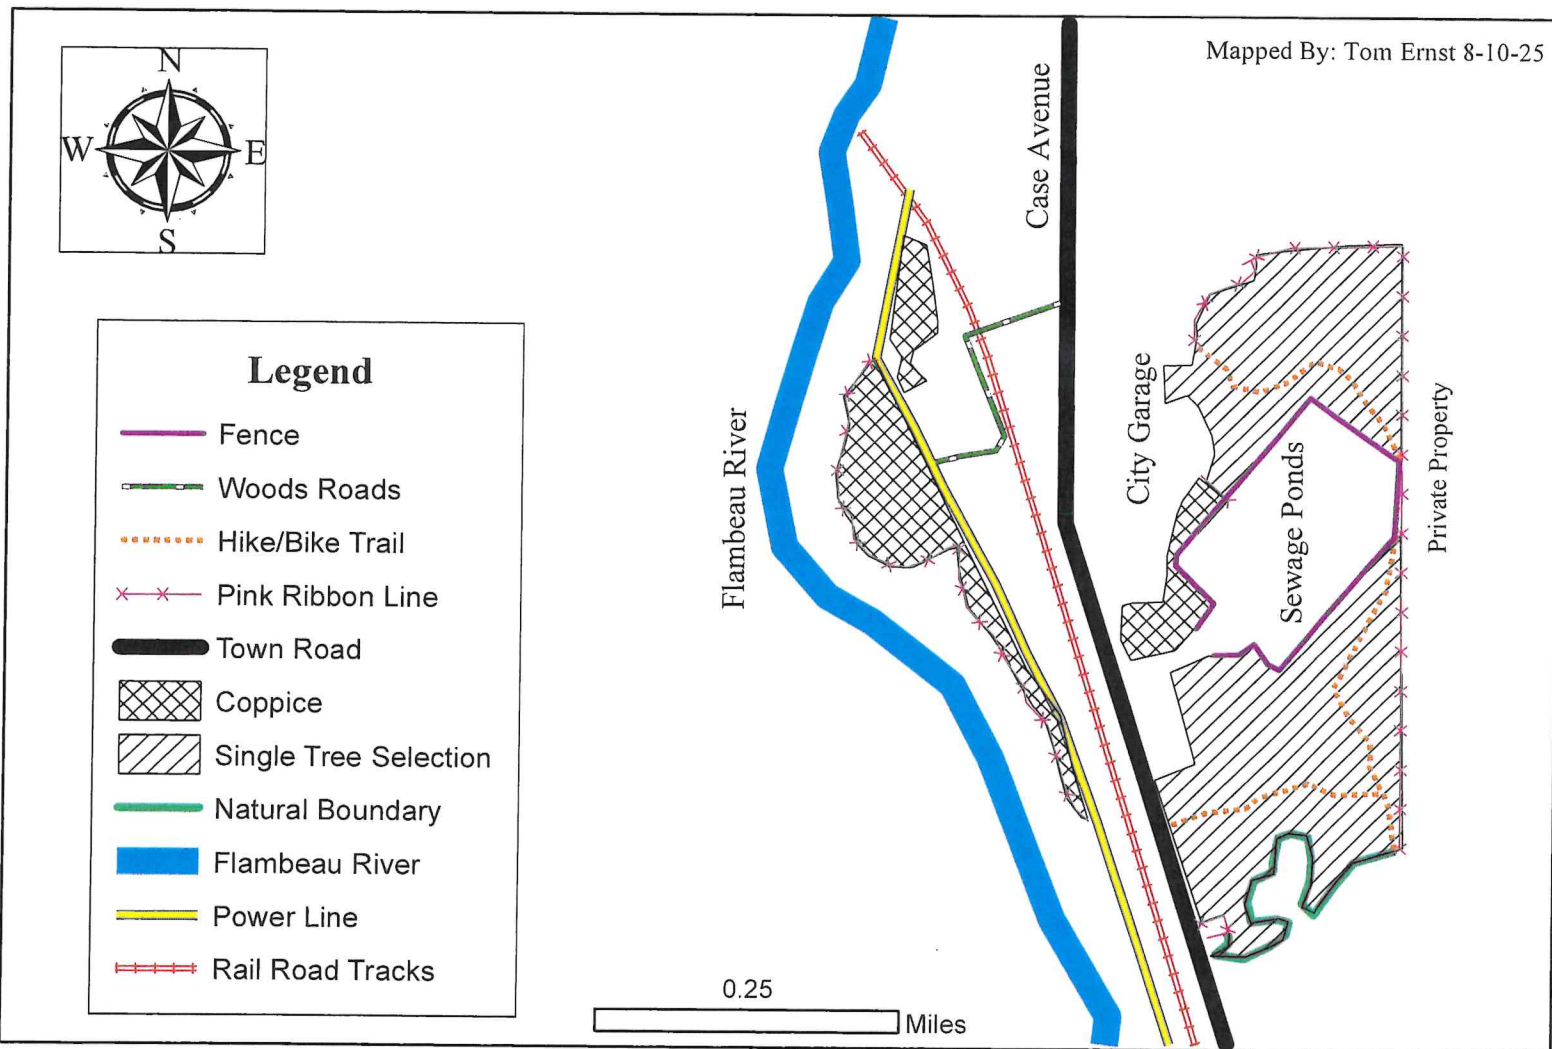 Mapped By: Tom Ernst 8-10-25
N
W
E
S
Case Avenue
Legend
Fence
Woods Roads
Hike/Bike Trail
Pink Ribbon Line
Town Road
Coppice
Single Tree Selection
Natural Boundary
Flambeau River
Power Line
Rail Road Tracks
Flambeau River
City Garage
Sewage Ponds
Private Property
0.25
Miles